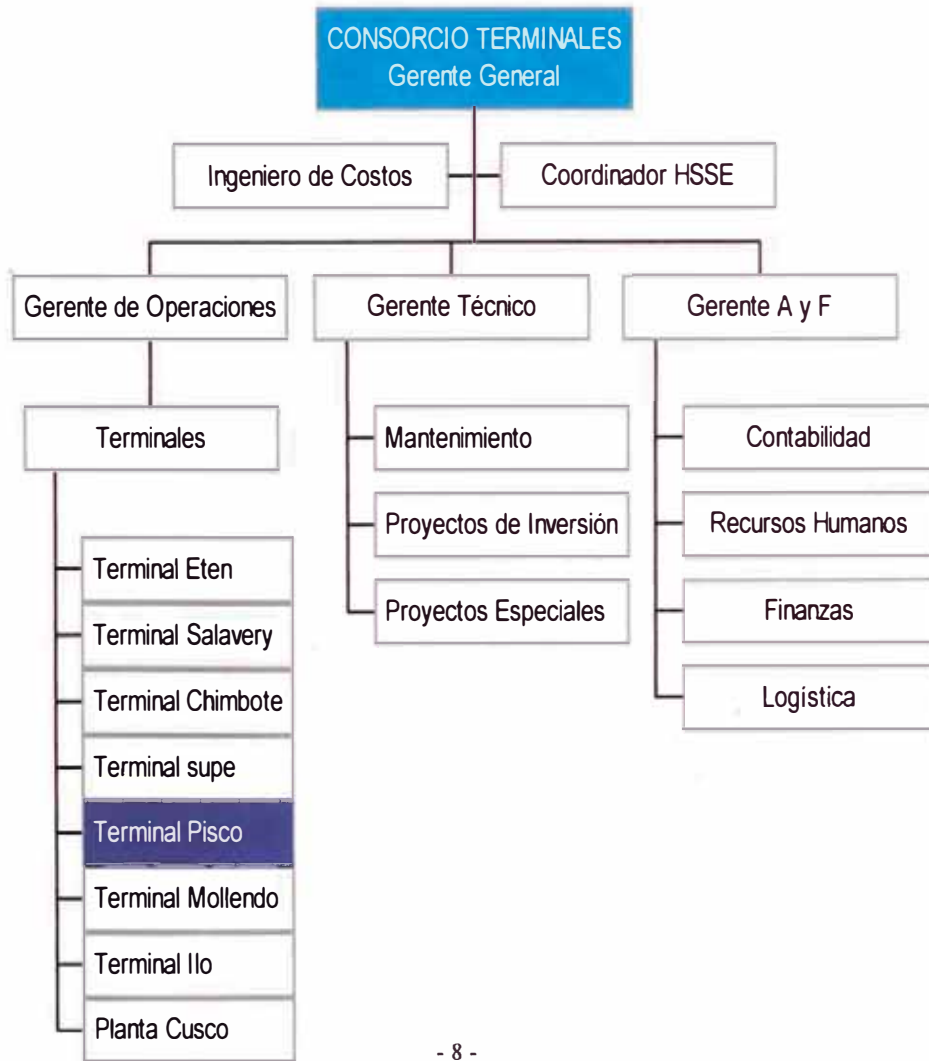 CONSORCIO TERMINALES
Gerente General
Ingeniero de Costos
Coordinador HSSE
Gerente de Operaciones
Gerente Técnico
Gerente A y F
Terminales
Mantenimiento
Contabilidad
Proyectos de Inversión
Recursos Humanos
Terminal Eten
Proyectos Especiales
Finanzas
Terminal Salavery
Terminal Chimbote
Logística
Terminal supe
Terminal Pisco
Terminal Mollendo
Terminal Ilo
Planta Cusco
- 8 -